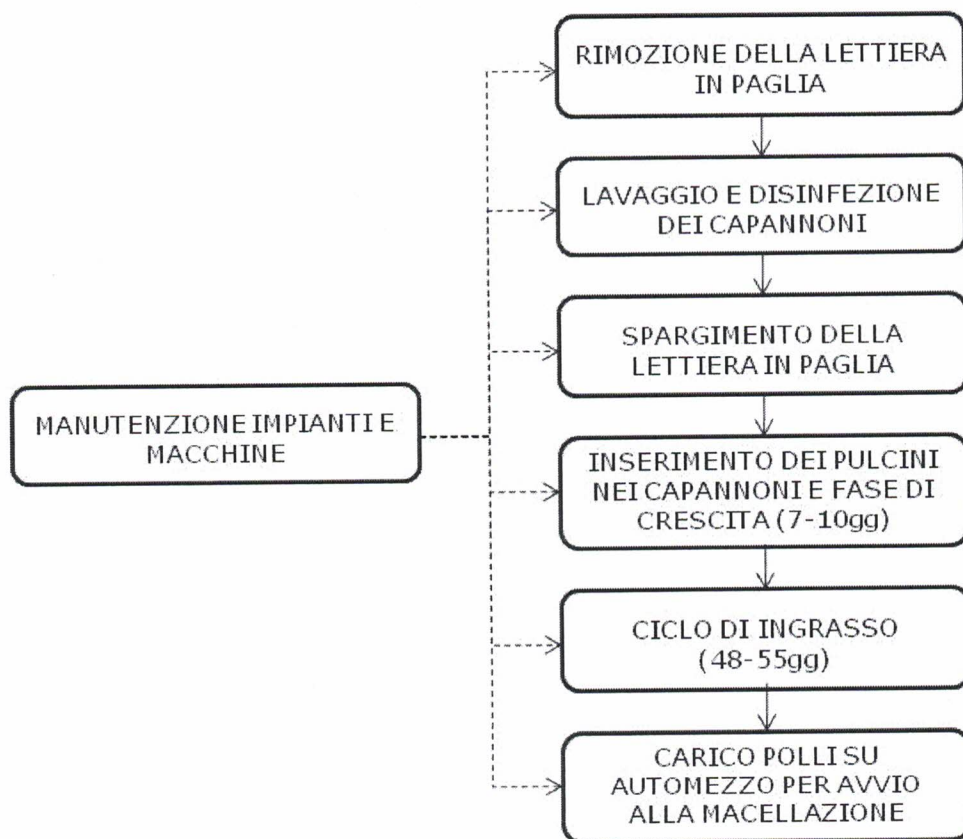 RIMOZIONE DELLA LETTIERA
IN PAGLIA
LAVAGGIO E DISINFEZIONE
DEI CAPANNONI
SPARGIMENTO DELLA
LETTIERA IN PAGLIA
MANUTENZIONE IMPIANTI E
MACCHINE
INSERIMENTO DEI PULCINI
NEI CAPANNONI E FASE DI
CRESCITA (7-10gg)
CICLO DI INGRASSO
(48-55gg)
CARICO POLLI SU
AUTOMEZZO PER AVVIO
ALLA MACELLAZIONE